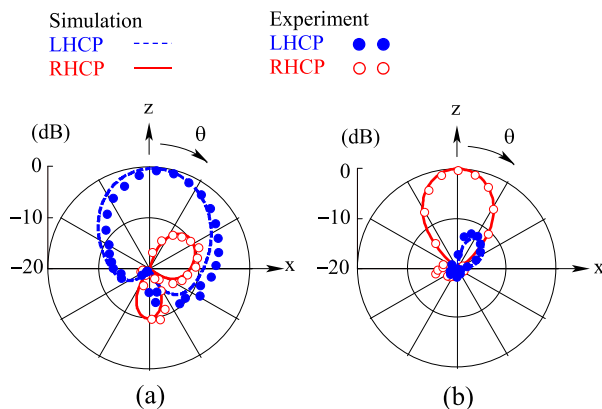 Simulation
LHCP
RHCP
Experiment
LHCP
RHCP
(dB)
z
θ
0
−10
−20
x
(a)
(dB)
z
θ
0
−10
−20
x
(b)